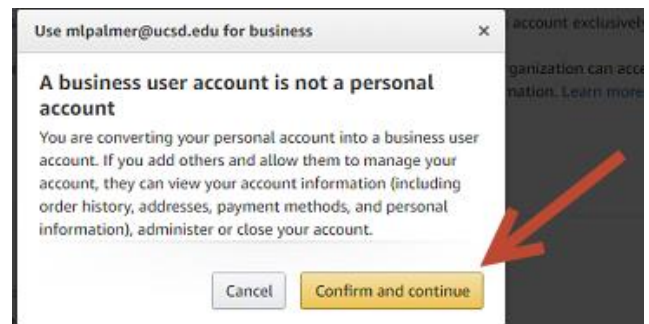 Use mlpalmer@ucsd.edu for business ×
account exclusively
A business user account is not a personal
account
ganization can acce
mation. Learn more
You are converting your personal account into a business user
account. If you add others and allow them to manage your
account, they can view your account information (including
order history, addresses, payment methods, and personal
information), administer or close your account.
Cancel
Confirm and continue